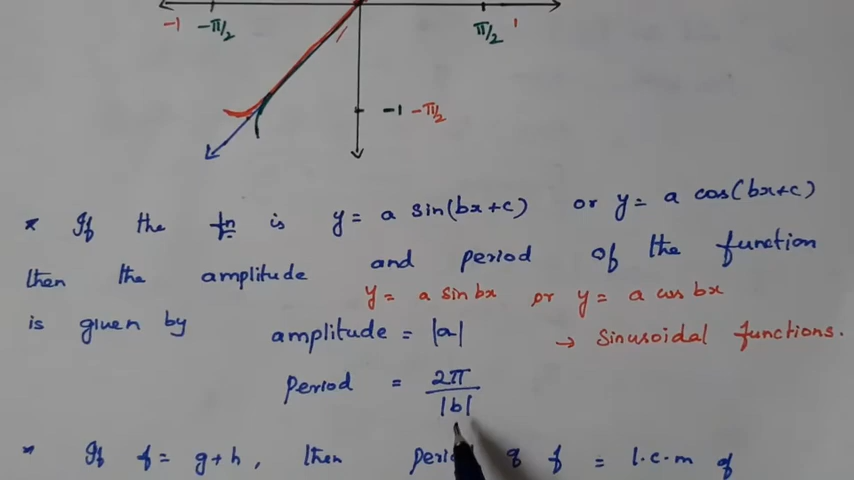 -1 -π/2 π/2 1
-1 -π/2
* If the fn is y = a sin(bx+c) or y = a cos(bx+c)
then the amplitude and period of the function
y = a sin bx or y = a cos bx
is given by amplitude = |a| → Sinusoidal functions.
Period = 2π/|b|
* If f = g+h, then of f = l.c.m of